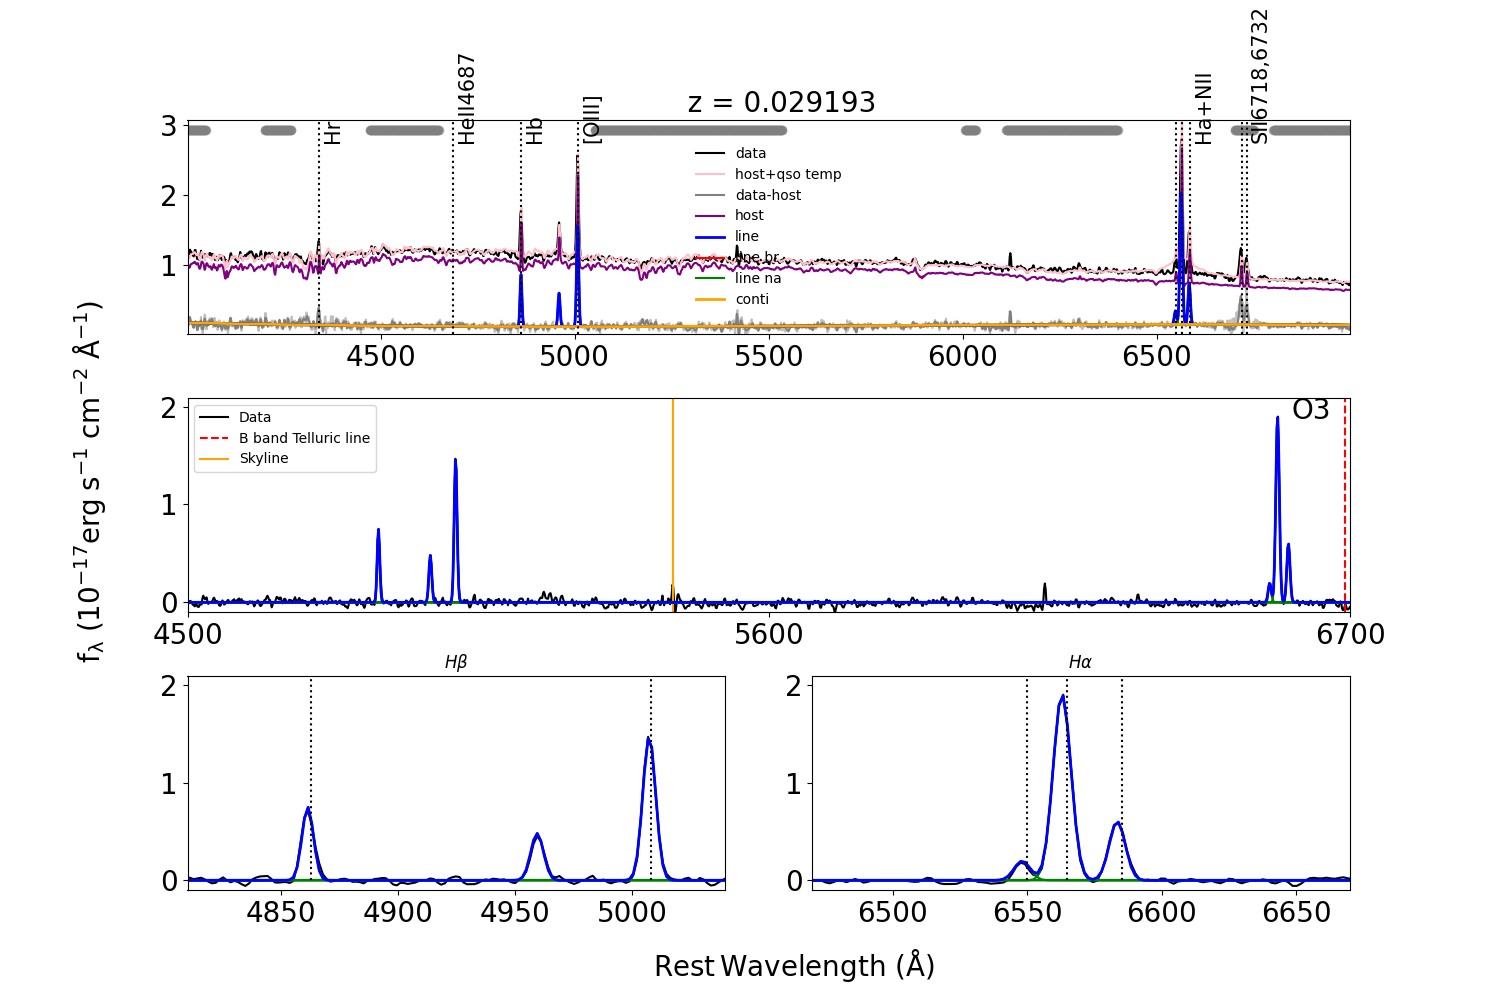 z = 0.029193
Hr
HeII4687
Hb
[OIII]
Ha+NII
SII6718,6732
3
2
1
data
host+qso temp
data-host
host
line
line br
line na
conti
4500 5000 5500 6000 6500
fλ (10⁻¹⁷erg s⁻¹ cm⁻² Å⁻¹)
2
1
0
Data
B band Telluric line
Skyline
O3
4500 5600 6700
Hβ
2
1
0
4850 4900 4950 5000
Hα
2
1
0
6500 6550 6600 6650
Rest Wavelength (Å)